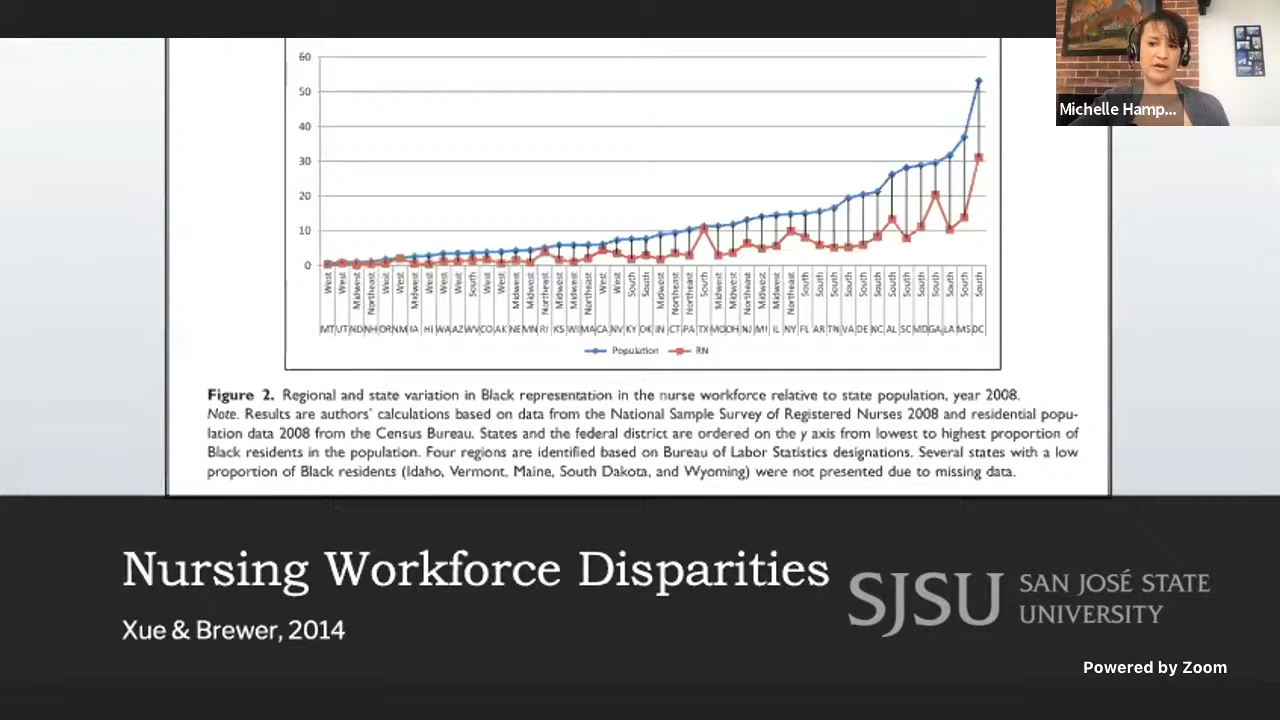 Michelle Hamp...
60
50
40
30
20
10
0
West West Midwest Northeast West West Midwest West West West South West West Midwest Midwest Northeast Midwest Midwest Northeast West West South South Midwest Northeast Northeast South Midwest Midwest Northeast Midwest Midwest Northeast South South South South South South South South South South South South South
MT UT ND NH OR NM IA HI WA AZ WV CO AK NE MN RI KS WI MA CA NV KY OK IN CT PA TX MO OH NJ MI IL NY FL AR TN VA DE NC AL SC MD GA LA MS DC
Population RN
Figure 2. Regional and state variation in Black representation in the nurse workforce relative to state population, year 2008.
Note. Results are authors' calculations based on data from the National Sample Survey of Registered Nurses 2008 and residential popu-
lation data 2008 from the Census Bureau. States and the federal district are ordered on the y axis from lowest to highest proportion of
Black residents in the population. Four regions are identified based on Bureau of Labor Statistics designations. Several states with a low
proportion of Black residents (Idaho, Vermont, Maine, South Dakota, and Wyoming) were not presented due to missing data.
Nursing Workforce Disparities
Xue & Brewer, 2014
SJSU SAN JOSÉ STATE
UNIVERSITY
Powered by Zoom